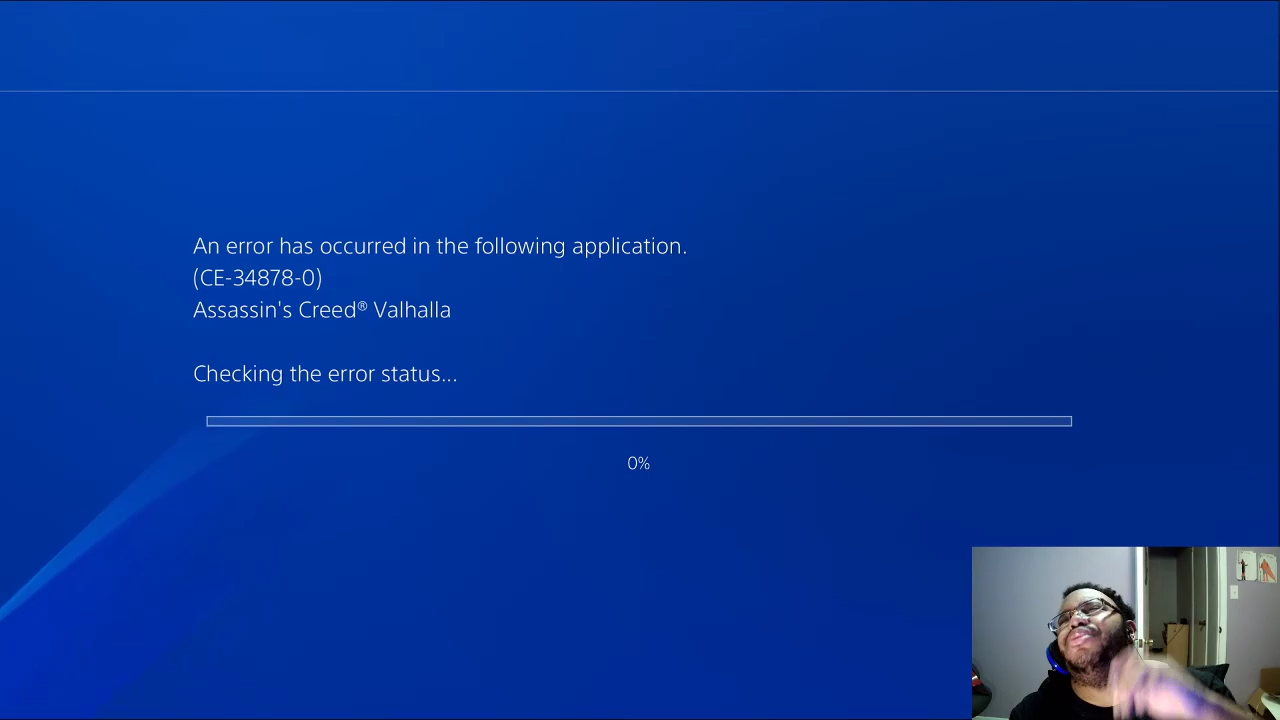 An error has occurred in the following application.
(CE-34878-0)
Assassin's Creed® Valhalla
Checking the error status...
0%